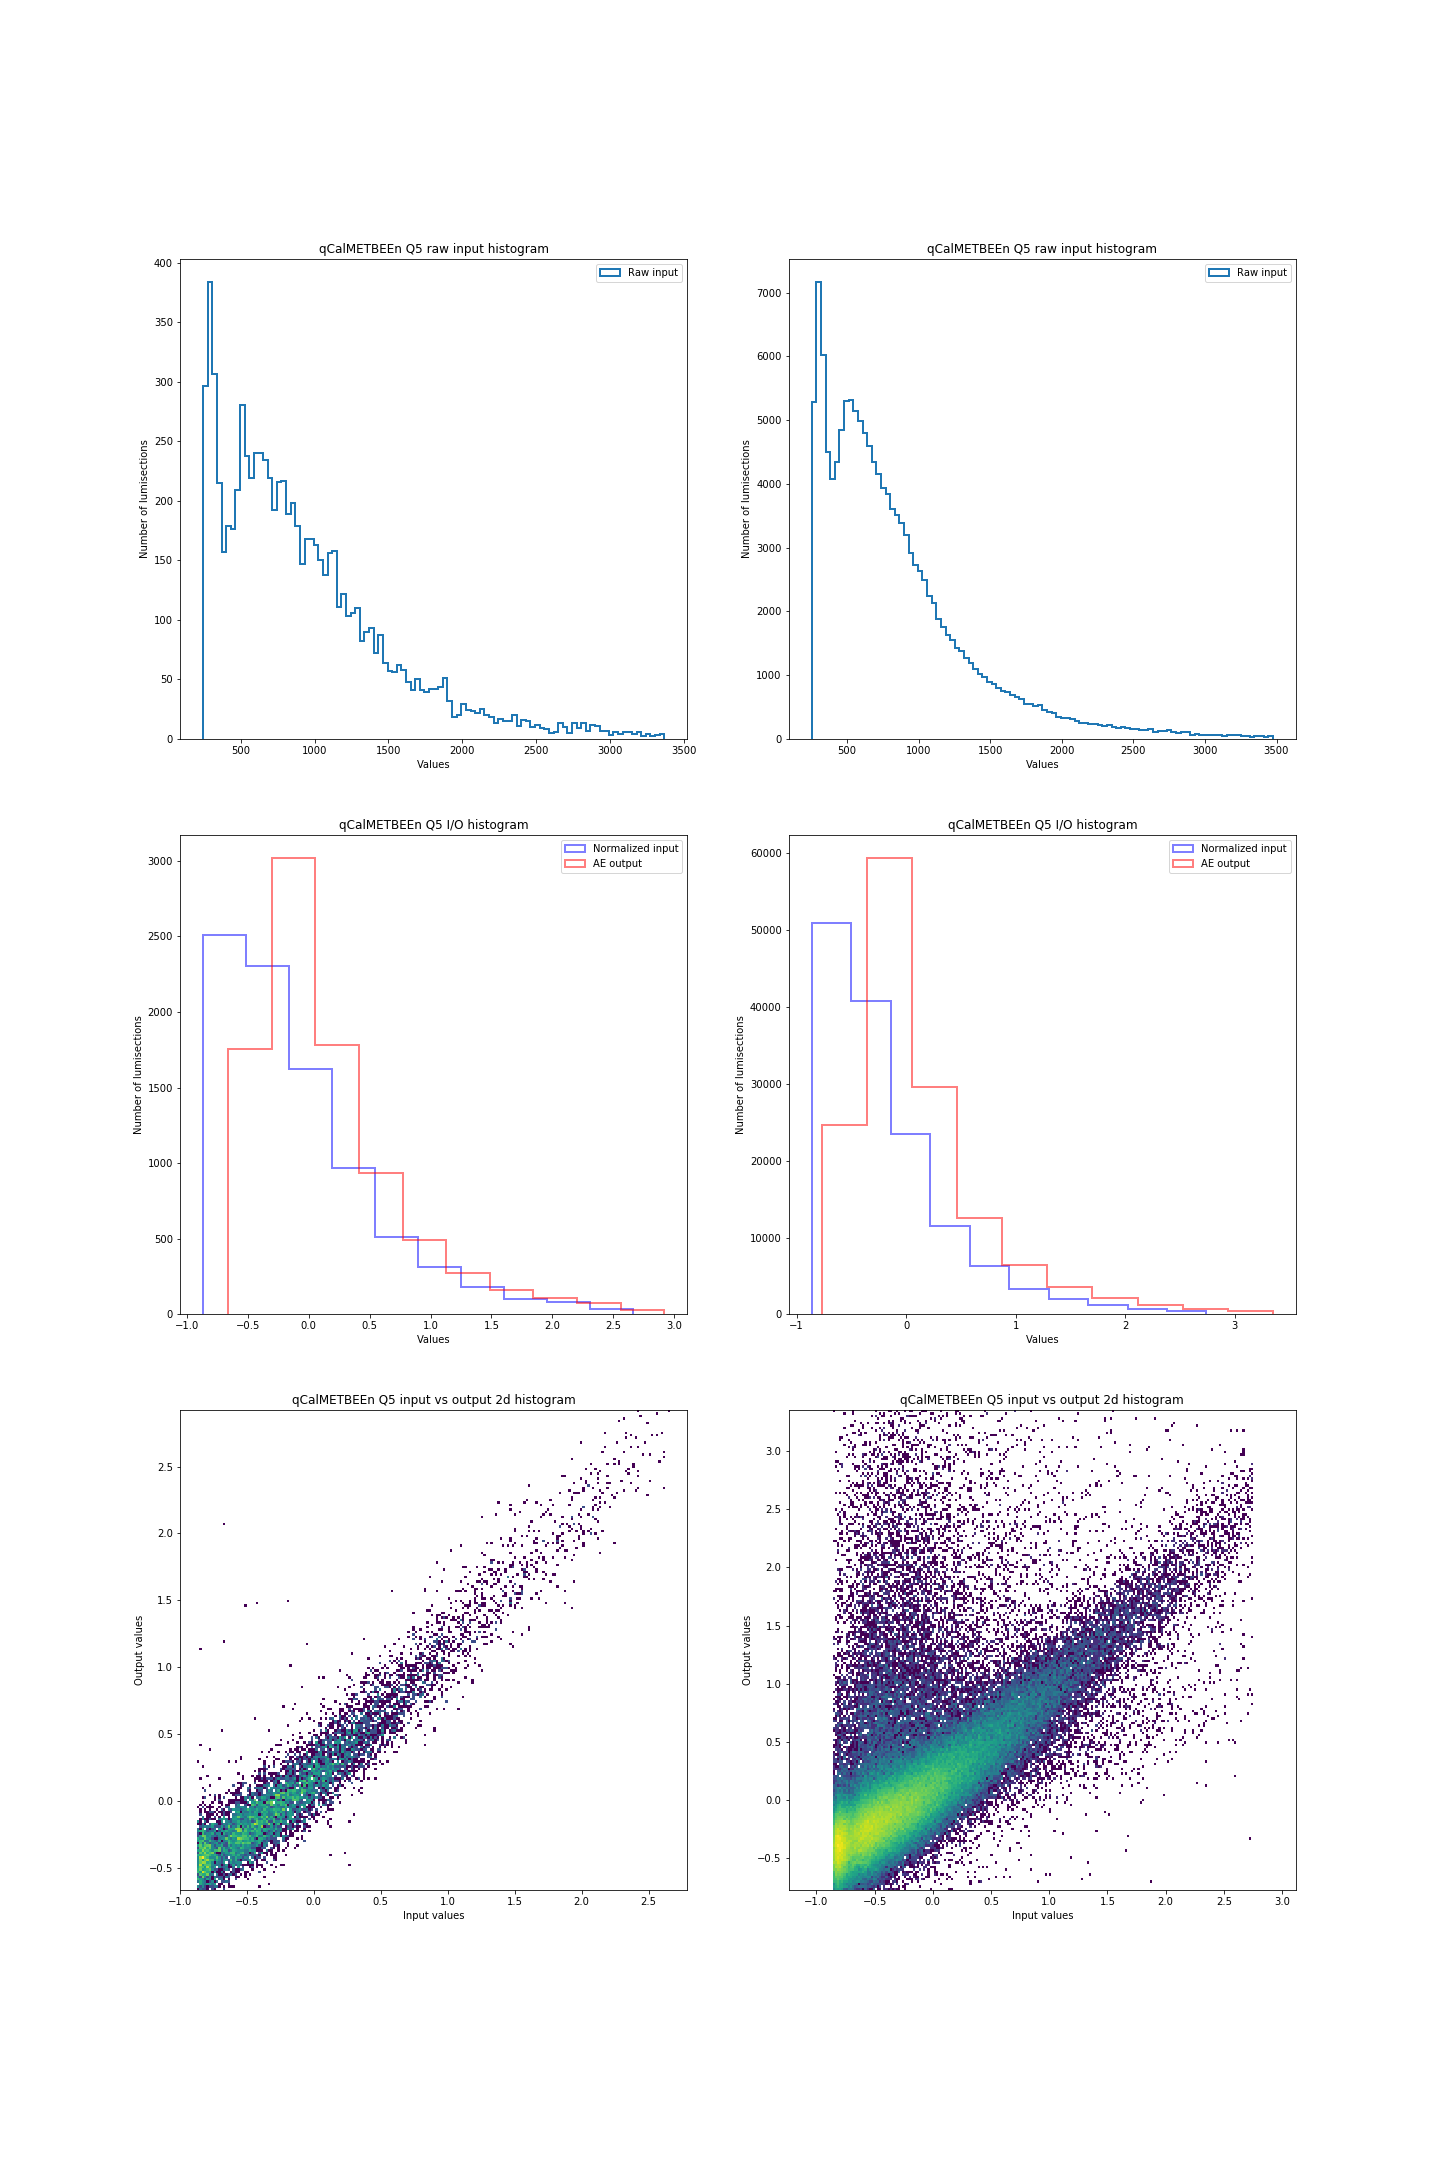 qCalMETBEEn Q5 raw input histogram
Raw input
400
350
300
250
200
150
100
50
0
Number of lumisections
500 1000 1500 2000 2500 3000 3500
Values
qCalMETBEEn Q5 raw input histogram
Raw input
7000
6000
5000
4000
3000
2000
1000
0
Number of lumisections
500 1000 1500 2000 2500 3000 3500
Values
qCalMETBEEn Q5 I/O histogram
Normalized input
AE output
3000
2500
2000
1500
1000
500
0
Number of lumisections
−1.0 −0.5 0.0 0.5 1.0 1.5 2.0 2.5 3.0
Values
qCalMETBEEn Q5 I/O histogram
Normalized input
AE output
60000
50000
40000
30000
20000
10000
0
Number of lumisections
−1 0 1 2 3
Values
qCalMETBEEn Q5 input vs output 2d histogram
2.5
2.0
1.5
1.0
0.5
0.0
−0.5
Output values
−1.0 −0.5 0.0 0.5 1.0 1.5 2.0 2.5
Input values
qCalMETBEEn Q5 input vs output 2d histogram
3.0
2.5
2.0
1.5
1.0
0.5
0.0
−0.5
Output values
−1.0 −0.5 0.0 0.5 1.0 1.5 2.0 2.5 3.0
Input values